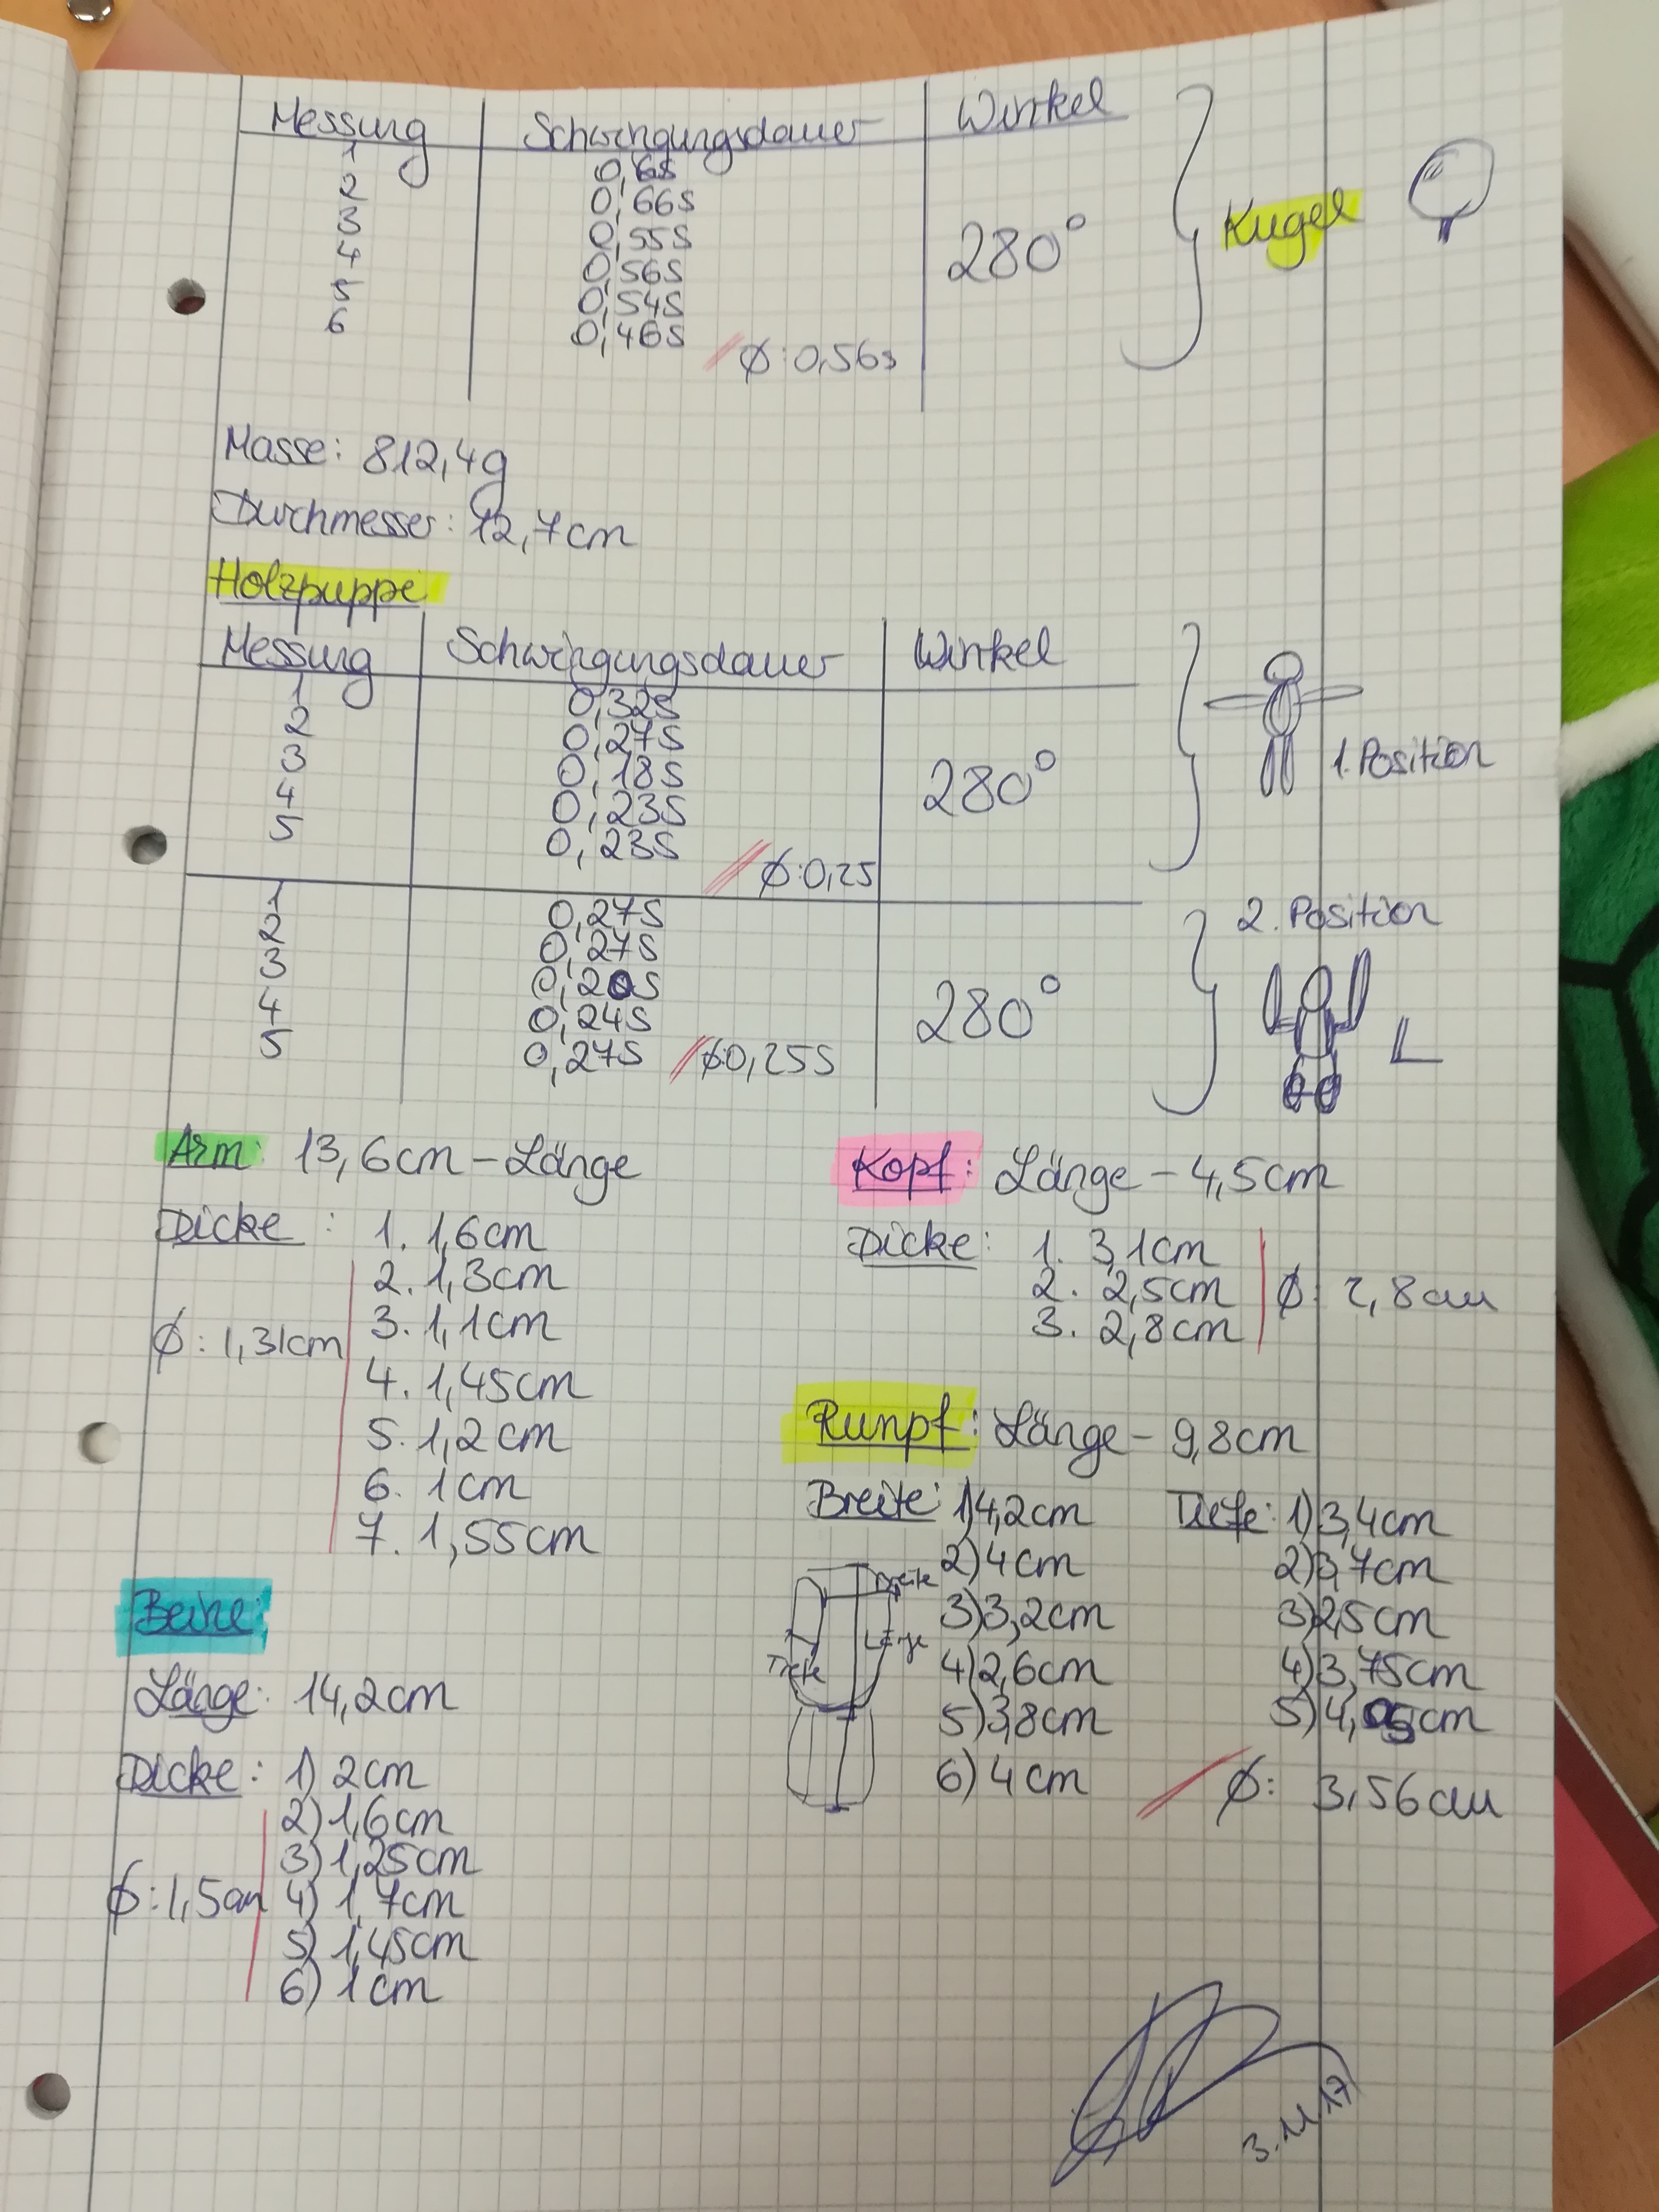 Messung Schwingungsdauer Winkel
1 0,6s
2 0,66s
3 0,55s
4 0,56s
5 0,54s
6 0,46s
280°
Kugel
Ø: 0,56s
Masse: 812,4g
Durchmesser: 12,7cm
Holzpuppe
Messung Schwingungsdauer Winkel
1 0,32s
2 0,27s
3 0,18s
4 0,23s
5 0,23s
280°
1. Position
Ø: 0,25
1 0,27s
2 0,27s
3 0,20s
4 0,24s
5 0,27s Ø0,25s
280°
2. Position
Arm: 13,6cm – Länge
Dicke: 1. 1,6cm
2. 1,3cm
3. 1,1cm
4. 1,45cm
5. 1,2cm
6. 1cm
7. 1,55cm
Ø: 1,31cm
Beine:
Länge: 14,2cm
Dicke: 1) 2cm
2) 1,6cm
3) 1,25cm
4) 1,7cm
5) 1,45cm
6) 1cm
Ø: 1,5cm
Kopf: Länge – 4,5cm
Dicke: 1. 3,1cm
2. 2,5cm
3. 2,8cm
Ø: 2,8cm
Rumpf: Länge – 9,8cm
Breite: 1) 4,2cm
2) 4cm
3) 3,2cm
4) 2,6cm
5) 3,8cm
6) 4cm
Tiefe: 1) 3,4cm
2) 3,7cm
3) 2,5cm
4) 3,75cm
5) 4,05cm
Ø: 3,56cm
Breite
Länge
Tiefe
3.11.17